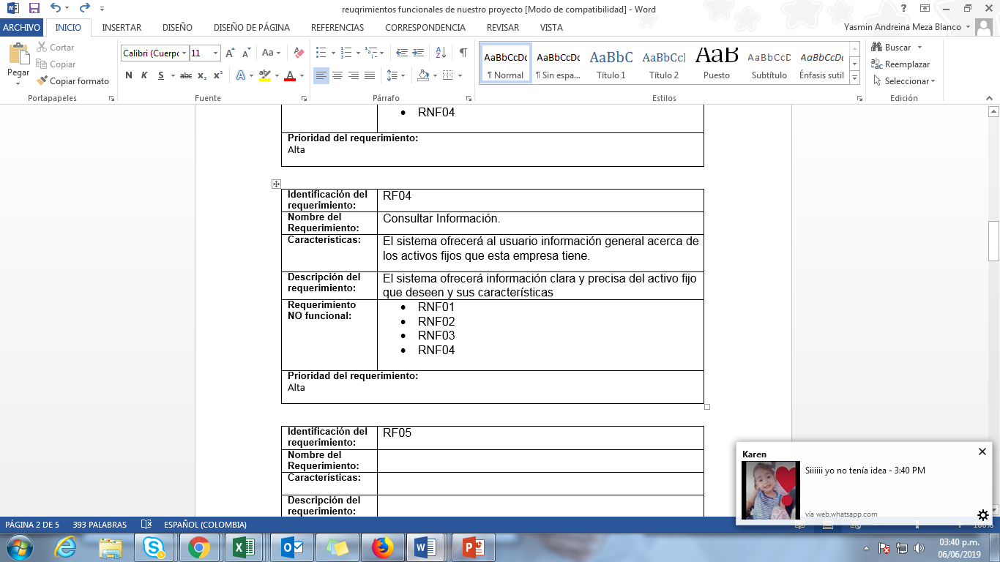 reuqrimientos funcionales de nuestro proyecto [Modo de compatibilidad] - Word
ARCHIVO INICIO INSERTAR DISEÑO DISEÑO DE PÁGINA REFERENCIAS CORRESPONDENCIA REVISAR VISTA Yasmin Andreina Meza Blanco
Pegar
Cortar
Copiar
Copiar formato
Portapapeles
Calibri (Cuerpo 11
N K S abc x₂ x²
Fuente
Párrafo
AaBbCcDc AaBbCcDc AaBbC AaBbCcI AaB AaBbCcD AaBbCcDc
¶ Normal ¶ Sin espa... Título 1 Título 2 Puesto Subtítulo Énfasis sutil
Estilos
Buscar
Reemplazar
Seleccionar
Edición
• RNF04
Prioridad del requerimiento:
Alta
Identificación del
requerimiento:
RF04
Nombre del
Requerimiento:
Consultar Información.
Características:
El sistema ofrecerá al usuario información general acerca de
los activos fijos que esta empresa tiene.
Descripción del
requerimiento:
El sistema ofrecerá información clara y precisa del activo fijo
que deseen y sus características
Requerimiento
NO funcional:
• RNF01
• RNF02
• RNF03
• RNF04
Prioridad del requerimiento:
Alta
Identificación del
requerimiento:
RF05
Nombre del
Requerimiento:
Características:
Descripción del
requerimiento:
Karen
Siiiiii yo no tenía idea - 3:40 PM
vía web.whatsapp.com
PÁGINA 2 DE 5 393 PALABRAS ESPAÑOL (COLOMBIA)
03:40 p.m.
06/06/2019